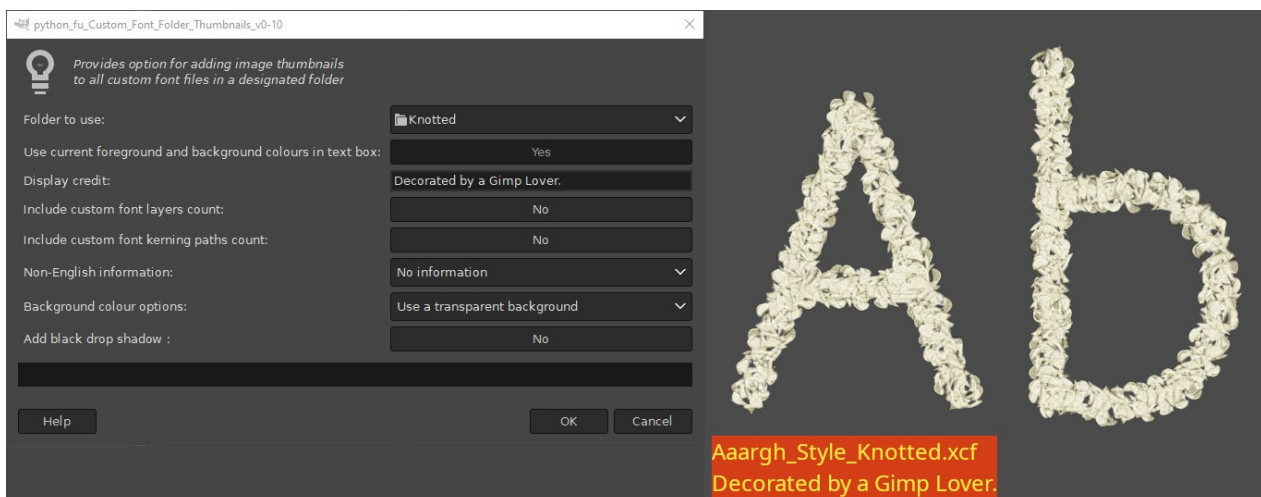 python_fu_Custom_Font_Folder_Thumbnails_v0-10
Provides option for adding image thumbnails
to all custom font files in a designated folder
Folder to use:
Knotted
Use current foreground and background colours in text box:
Yes
Display credit:
Decorated by a Gimp Lover.
Include custom font layers count:
No
Include custom font kerning paths count:
No
Non-English information:
No information
Background colour options:
Use a transparent background
Add black drop shadow :
No
Help
OK
Cancel
Ab
Aaargh_Style_Knotted.xcf
Decorated by a Gimp Lover.